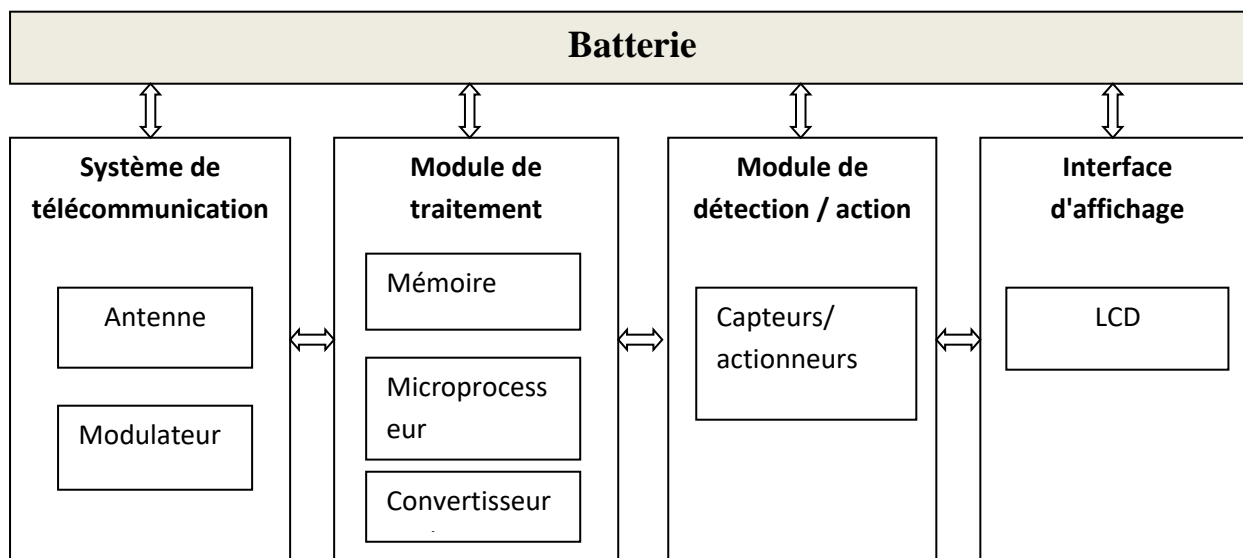 Batterie
Système de
télécommunication
Antenne
Modulateur
Module de
traitement
Mémoire
Microprocess
eur
Convertisseur
Module de
détection / action
Capteurs/
actionneurs
Interface
d'affichage
LCD